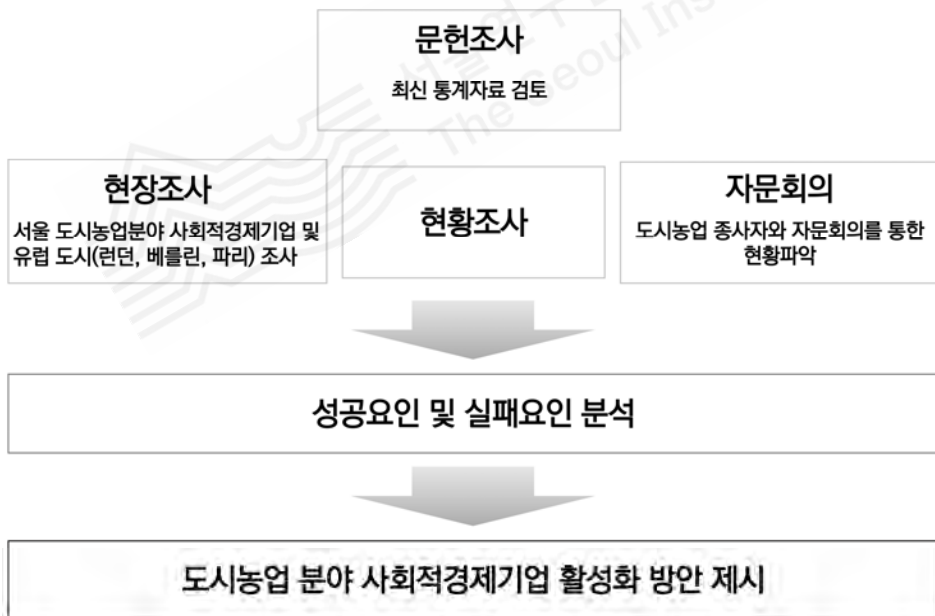 문헌조사
최신 통계자료 검토
현장조사
서울 도시농업분야 사회적경제기업 및
유럽 도시(런던, 베를린, 파리) 조사
현황조사
자문회의
도시농업 종사자와 자문회의를 통한
현황파악
성공요인 및 실패요인 분석
도시농업 분야 사회적경제기업 활성화 방안 제시
The Seoul Ins